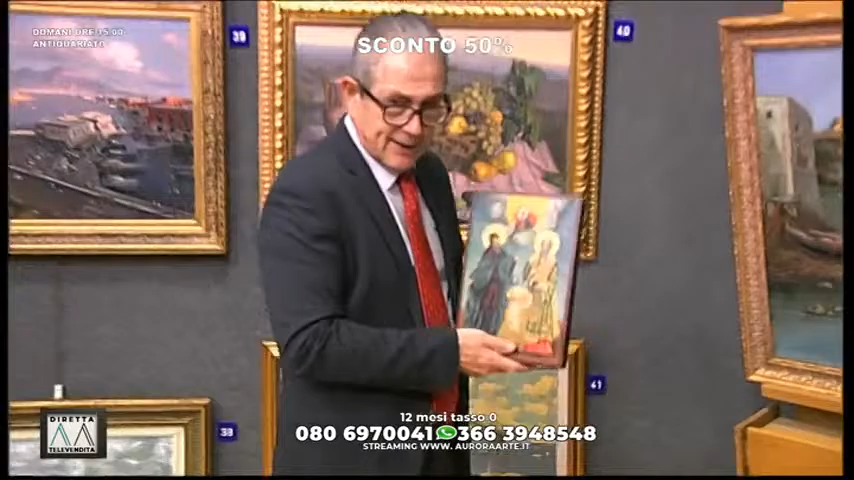 DOMANI ORE 15.00
ANTIQUARIATO
SCONTO 50%
39
40
41
38
DIRETTA
TELEVENDITA
12 mesi tasso 0
080 6970041 366 3948548
STREAMING WWW. AURORAARTE.IT